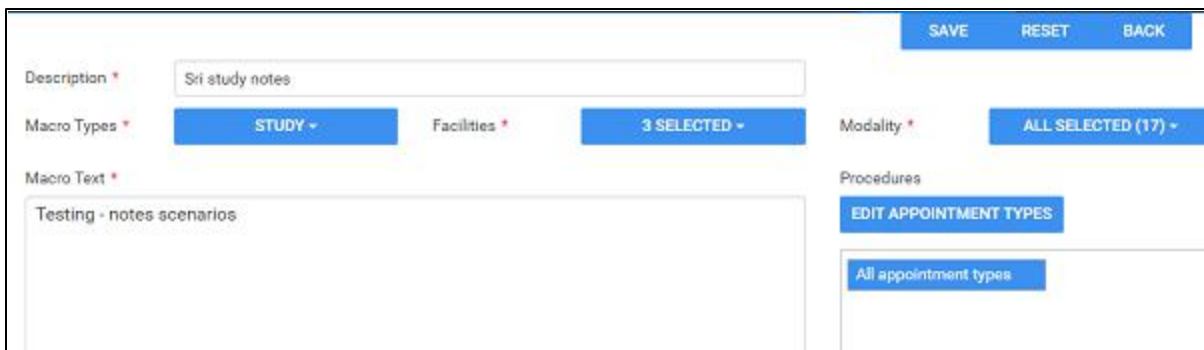 SAVE RESET BACK
Description * Sri study notes
Macro Types * STUDY Facilities * 3 SELECTED Modality * ALL SELECTED (17)
Macro Text * Procedures
Testing - notes scenarios EDIT APPOINTMENT TYPES
All appointment types